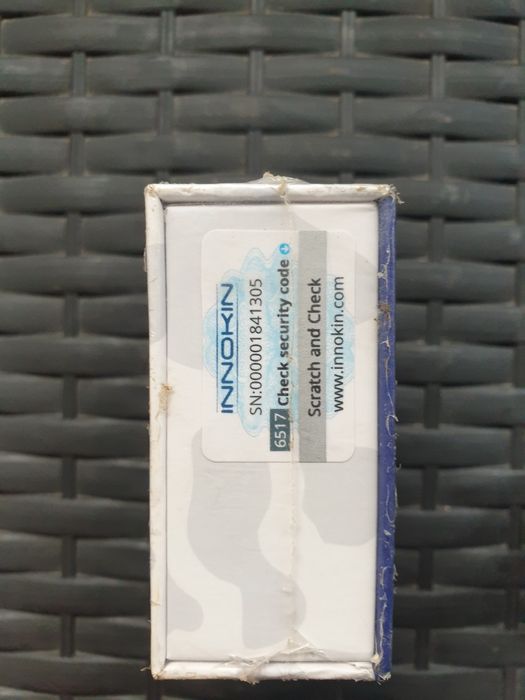 INNOKIN
SN:000001841305
6517 Check security code
Scratch and Check
www.innokin.com